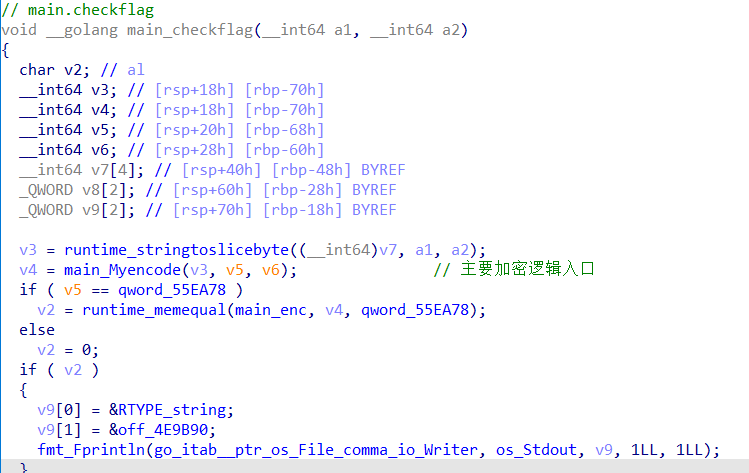 // main.checkflag
void __golang main_checkflag(__int64 a1, __int64 a2)
{
  char v2; // al
  __int64 v3; // [rsp+18h] [rbp-70h]
  __int64 v4; // [rsp+18h] [rbp-70h]
  __int64 v5; // [rsp+20h] [rbp-68h]
  __int64 v6; // [rsp+28h] [rbp-60h]
  __int64 v7[4]; // [rsp+40h] [rbp-48h] BYREF
  _QWORD v8[2]; // [rsp+60h] [rbp-28h] BYREF
  _QWORD v9[2]; // [rsp+70h] [rbp-18h] BYREF

  v3 = runtime_stringtoslicebyte((__int64)v7, a1, a2);
  v4 = main_Myencode(v3, v5, v6);               // 主要加密逻辑入口
  if ( v5 == qword_55EA78 )
    v2 = runtime_memequal(main_enc, v4, qword_55EA78);
  else
    v2 = 0;
  if ( v2 )
  {
    v9[0] = &RTYPE_string;
    v9[1] = &off_4E9B90;
    fmt_Fprintln(go_itab__ptr_os_File_comma_io_Writer, os_Stdout, v9, 1LL, 1LL);
  }